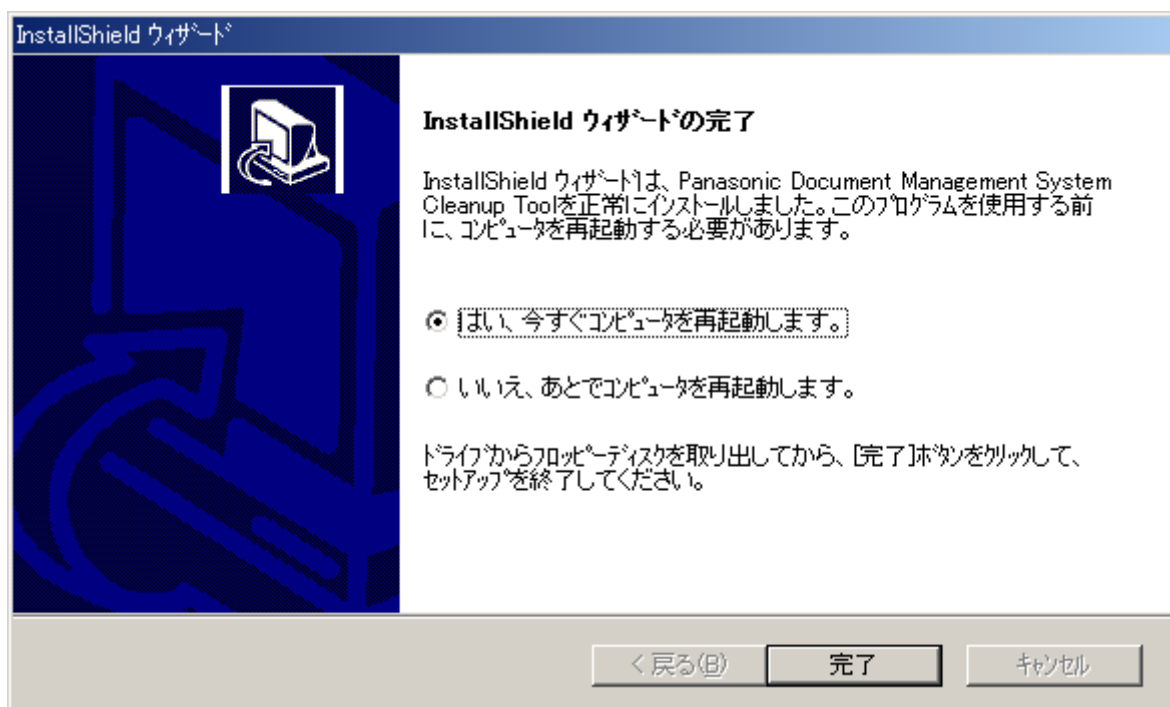 InstallShield ウィザード
InstallShield ウィザードの完了
InstallShield ウィザードは、Panasonic Document Management System
Cleanup Toolを正常にインストールしました。このプログラムを使用する前
に、コンピュータを再起動する必要があります。
はい、今すぐコンピュータを再起動します。
いいえ、あとでコンピュータを再起動します。
ドライブからフロッピーディスクを取り出してから、[完了]ボタンをクリックして、
セットアップを終了してください。
< 戻る(B)
完了
キャンセル